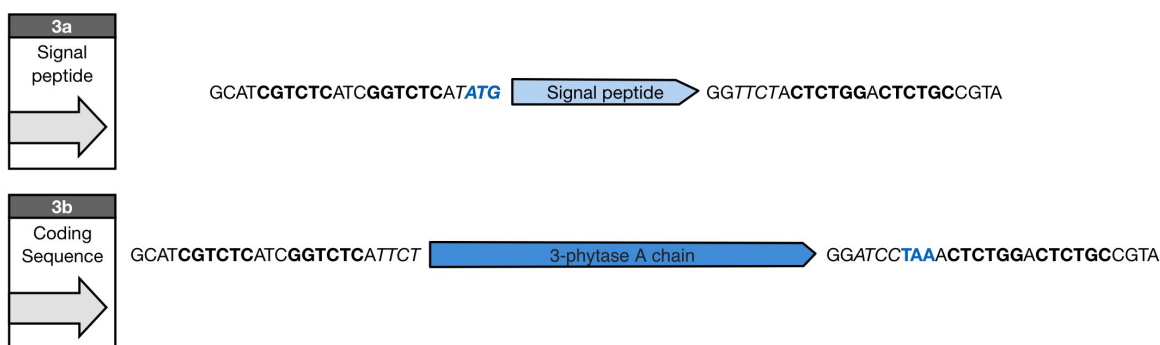 3a
Signal
peptide
GCATCGTCTCATCGGTCTCATATG Signal peptide GGTTCTACTCTGGACTCTGCCGTA
3b
Coding
Sequence
GCATCGTCTCATCGGTCTCATTCT 3-phytase A chain GGATCCTAAACTCTGGACTCTGCCGTA